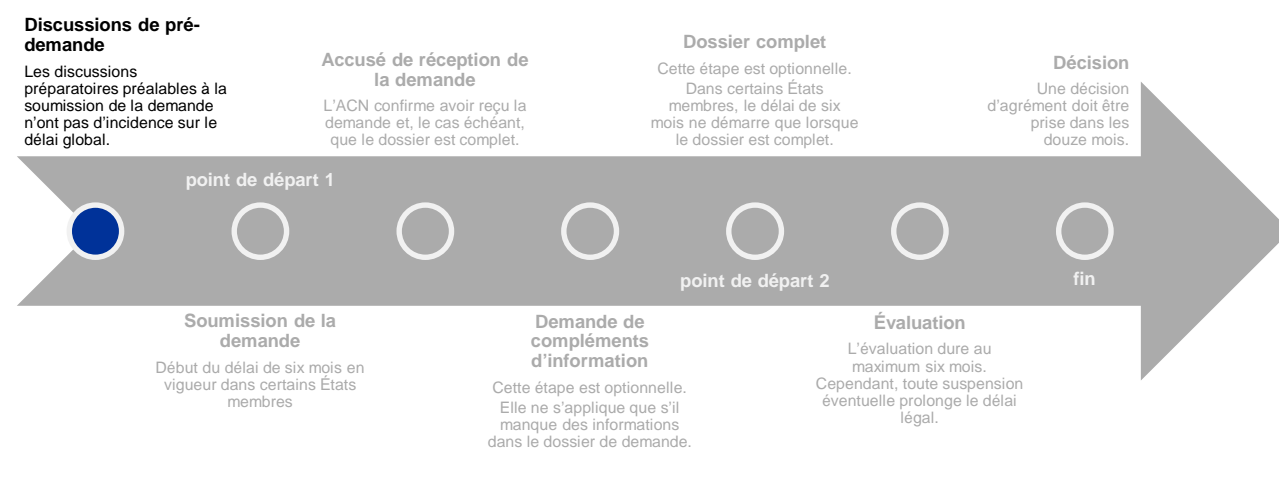 Discussions de pré-
demande
Les discussions
préparatoires préalables à la
soumission de la demande
n’ont pas d’incidence sur le
délai global.
Accusé de réception de
la demande
L’ACN confirme avoir reçu la
demande et, le cas échéant,
que le dossier est complet.
Dossier complet
Cette étape est optionnelle.
Dans certains États
membres, le délai de six
mois ne démarre que lorsque
le dossier est complet.
Décision
Une décision
d’agrément doit être
prise dans les
douze mois.
point de départ 1
point de départ 2
fin
Soumission de la
demande
Début du délai de six mois en
vigueur dans certains États
membres
Demande de
compléments
d’information
Cette étape est optionnelle.
Elle ne s’applique que s’il
manque des informations
dans le dossier de demande.
Évaluation
L’évaluation dure au
maximum six mois.
Cependant, toute suspension
éventuelle prolonge le délai
légal.